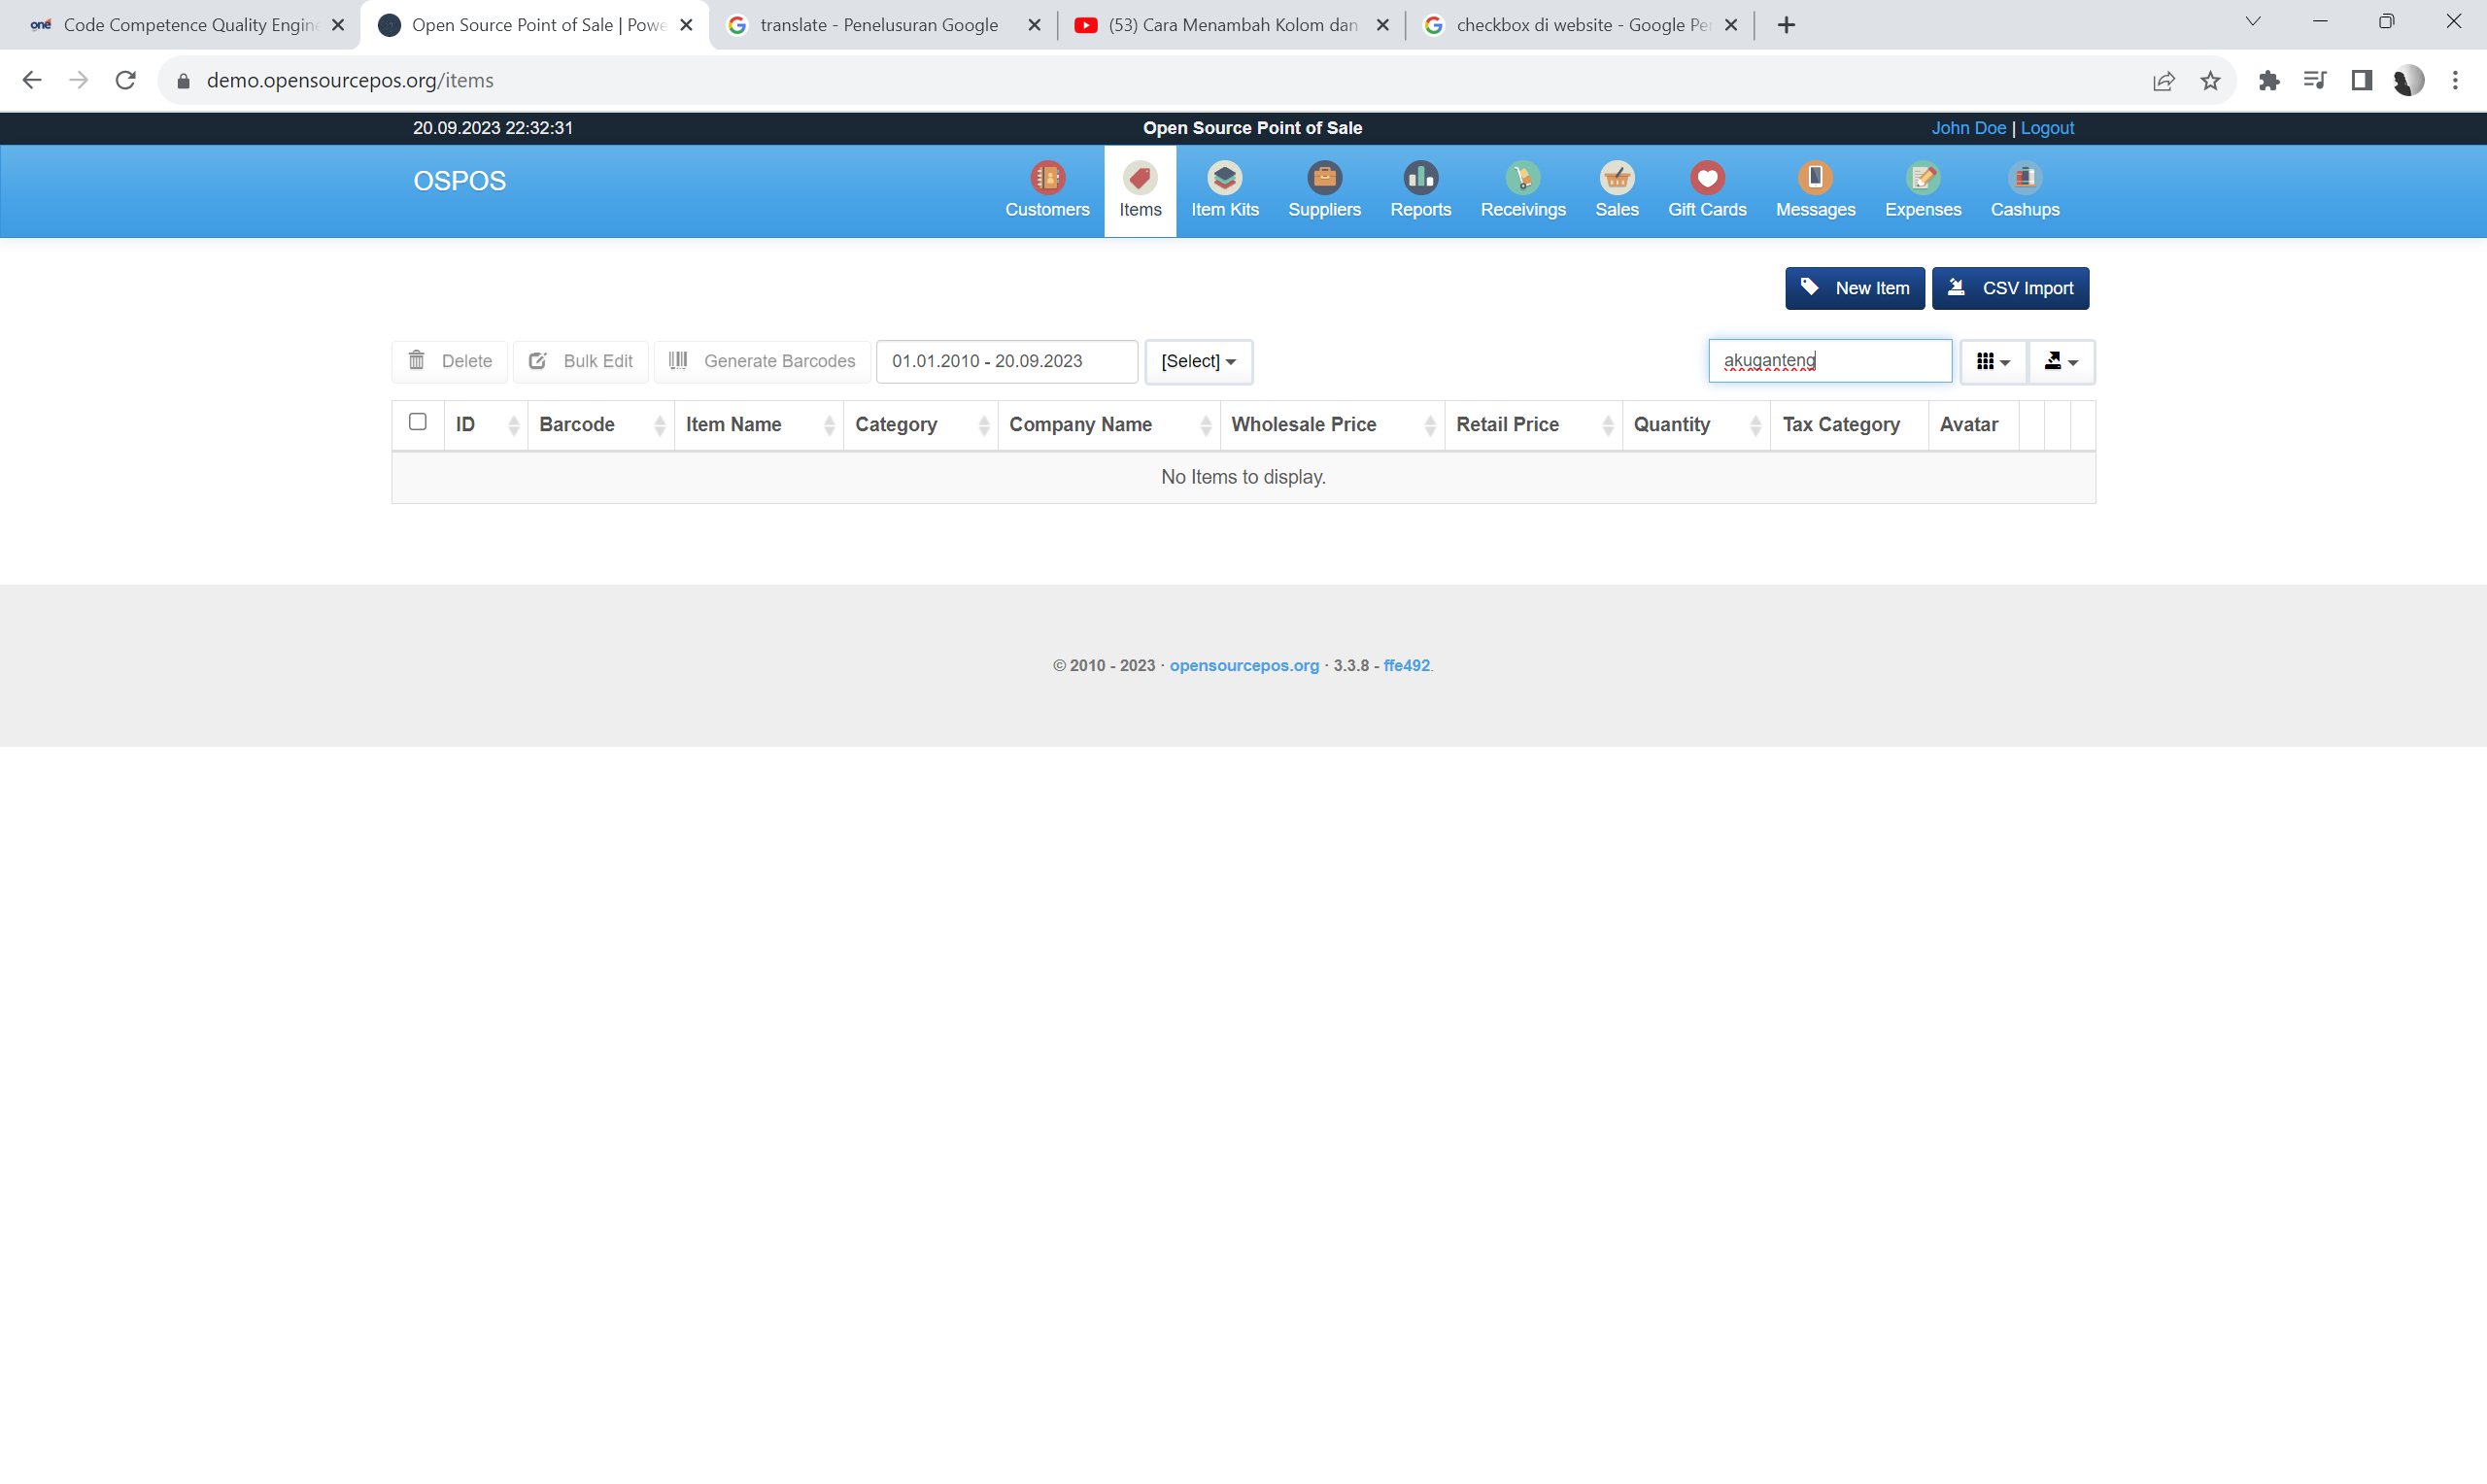 oné Code Competence Quality Engin
Open Source Point of Sale | Powe
translate - Penelusuran Google
(53) Cara Menambah Kolom dan
checkbox di website - Google Pe
demo.opensourcepos.org/items
20.09.2023 22:32:31
Open Source Point of Sale
John Doe | Logout
OSPOS
Customers
Items
Item Kits
Suppliers
Reports
Receivings
Sales
Gift Cards
Messages
Expenses
Cashups
New Item
CSV Import
Delete
Bulk Edit
Generate Barcodes
01.01.2010 - 20.09.2023
[Select]
akuganteng
ID
Barcode
Item Name
Category
Company Name
Wholesale Price
Retail Price
Quantity
Tax Category
Avatar
No Items to display.
© 2010 - 2023 · opensourcepos.org · 3.3.8 - ffe492.